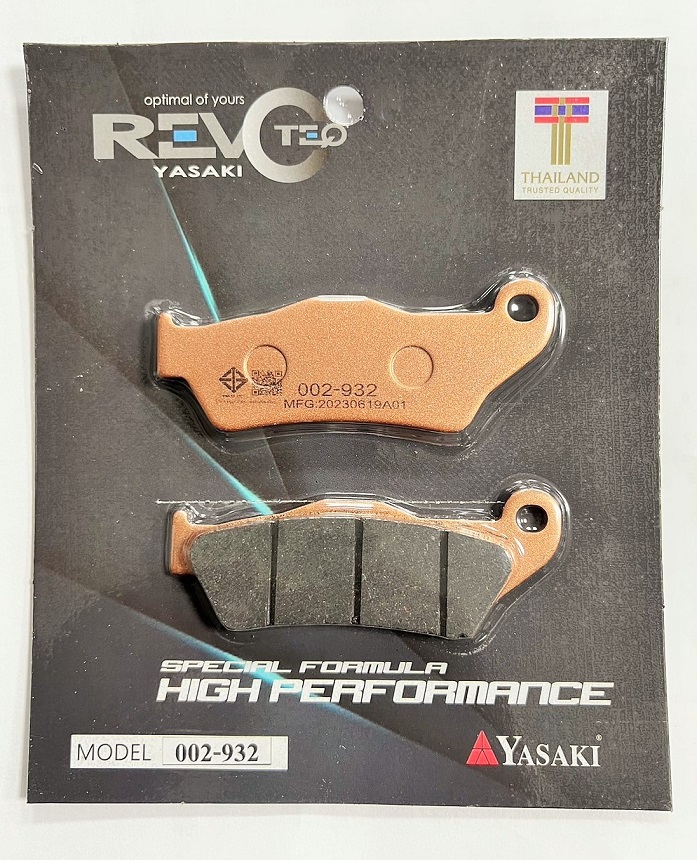 optimal of yours
REVO TEQ
YASAKI
THAILAND
TRUSTED QUALITY
002-932
MFG:20230619A01
SPECIAL FORMULA
HIGH PERFORMANCE
MODEL 002-932
YASAKI®